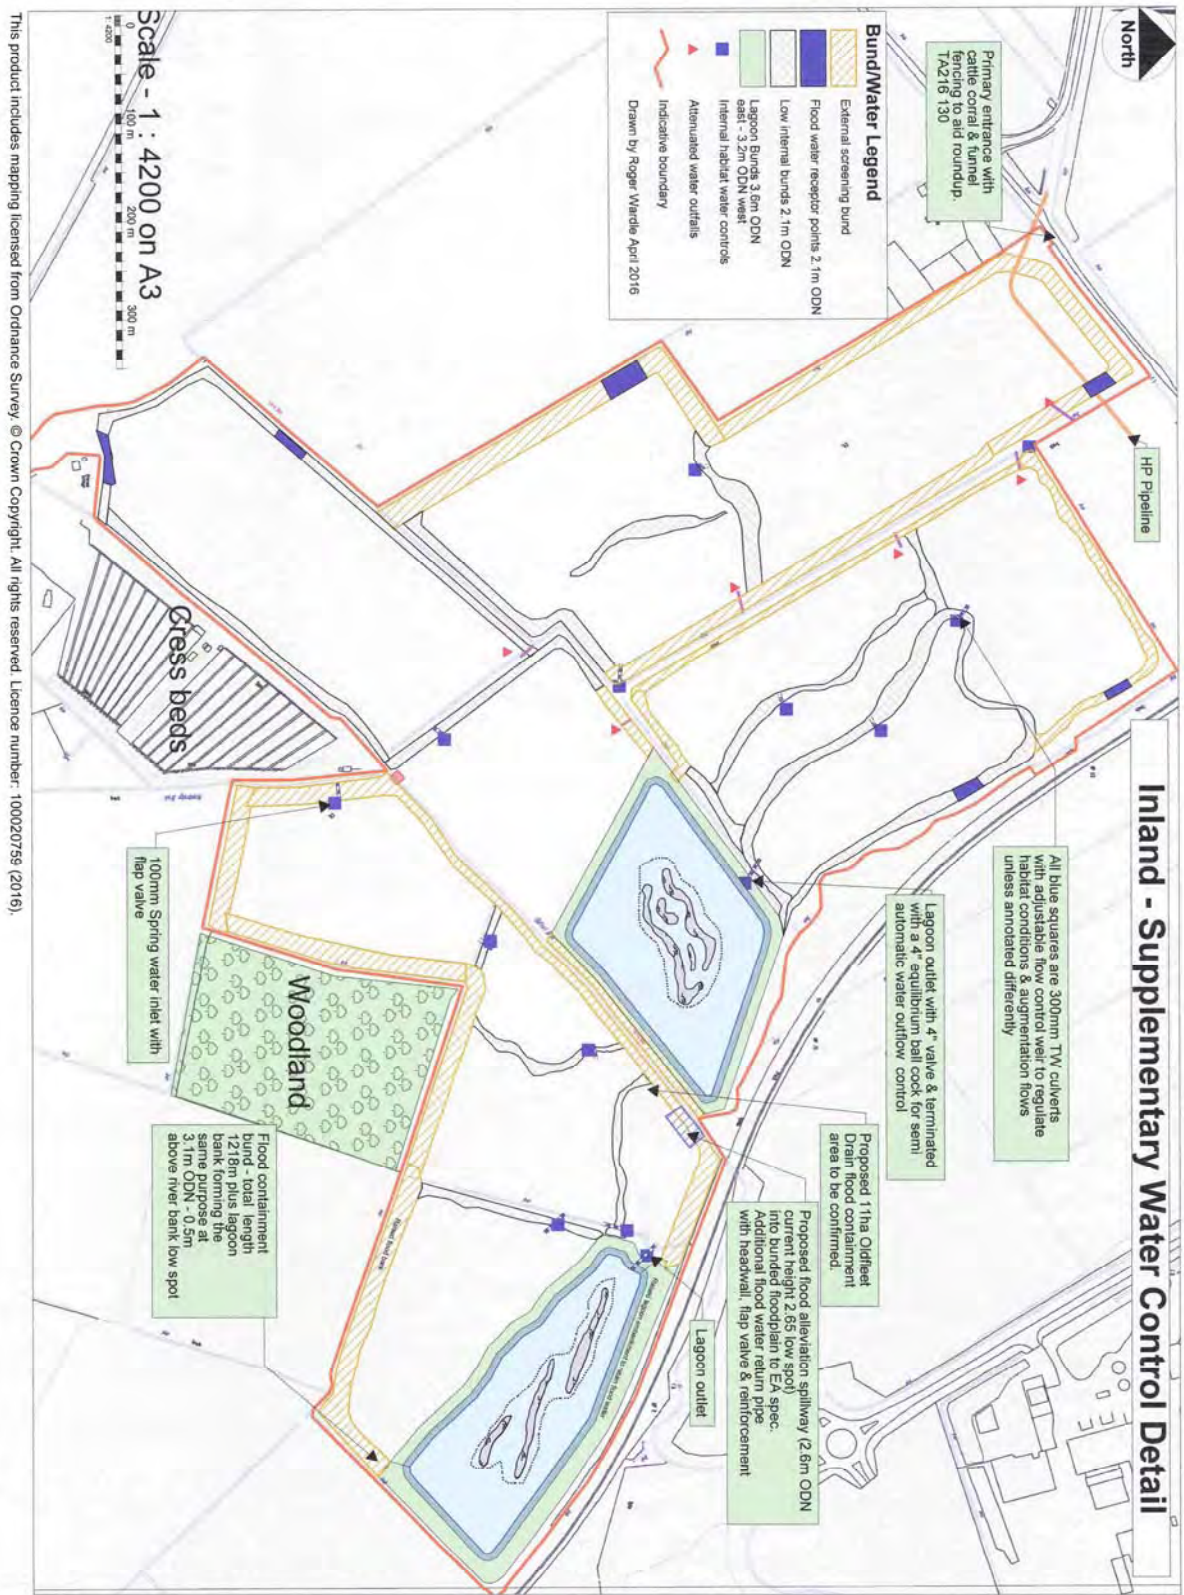 Inland - Supplementary Water Control Detail
North
Primary entrance with
cattle corral & funnel
fencing to aid roundup.
TA216 130
HP Pipeline
Bund/Water Legend
External screening bund
Flood water receptor points 2.1m ODN
Low internal bunds 2.1m ODN
Lagoon Bunds 3.6m ODN
east - 3.2m ODN west
Internal habitat water controls
Attenuated water outfalls
Indicative boundary
Drawn by Roger Wardle April 2016
All blue squares are 300mm TW culverts
with adjustable flow control weir to regulate
habitat conditions & augmentation flows
unless annotated differently
Lagoon outlet with 4" valve & terminated
with a 4" equilibrium ball cock for semi
automatic water outflow control
Proposed 11ha Oldfleet
Drain flood containment
area to be confirmed.
Proposed flood alleviation spillway (2.6m ODN
current height 2.65 low spot)
into bunded floodplain to EA spec.
Additional flood water return pipe
with headwall, flap valve & reinforcement
Lagoon outlet
Cress beds
Woodland
100mm Spring water inlet with
flap valve
Flood containment
bund - total length
1218m plus lagoon
bank forming the
same purpose at
3.1m ODN - 0.5m
above river bank low spot
Scale - 1 : 4200 on A3
0 100 m 200 m 300 m
1: 4200
This product includes mapping licensed from Ordnance Survey. © Crown Copyright. All rights reserved. Licence number: 100020759 (2016).